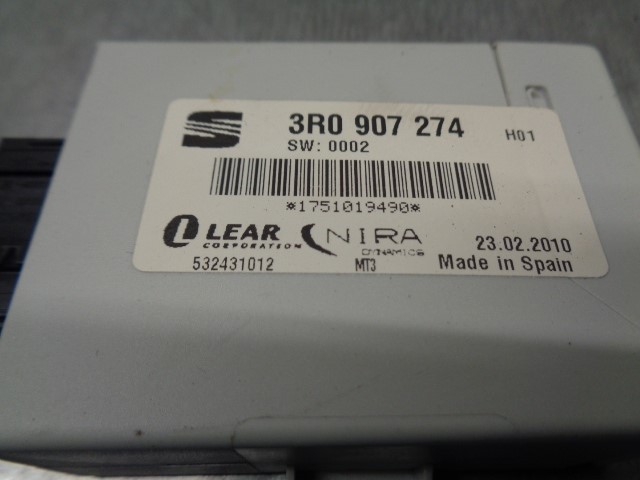 3R0 907 274 H01
SW: 0002
*1751019490*
LEAR NIRA
CORPORATION DYNAMICS
23.02.2010
532431012 MT3 Made in Spain